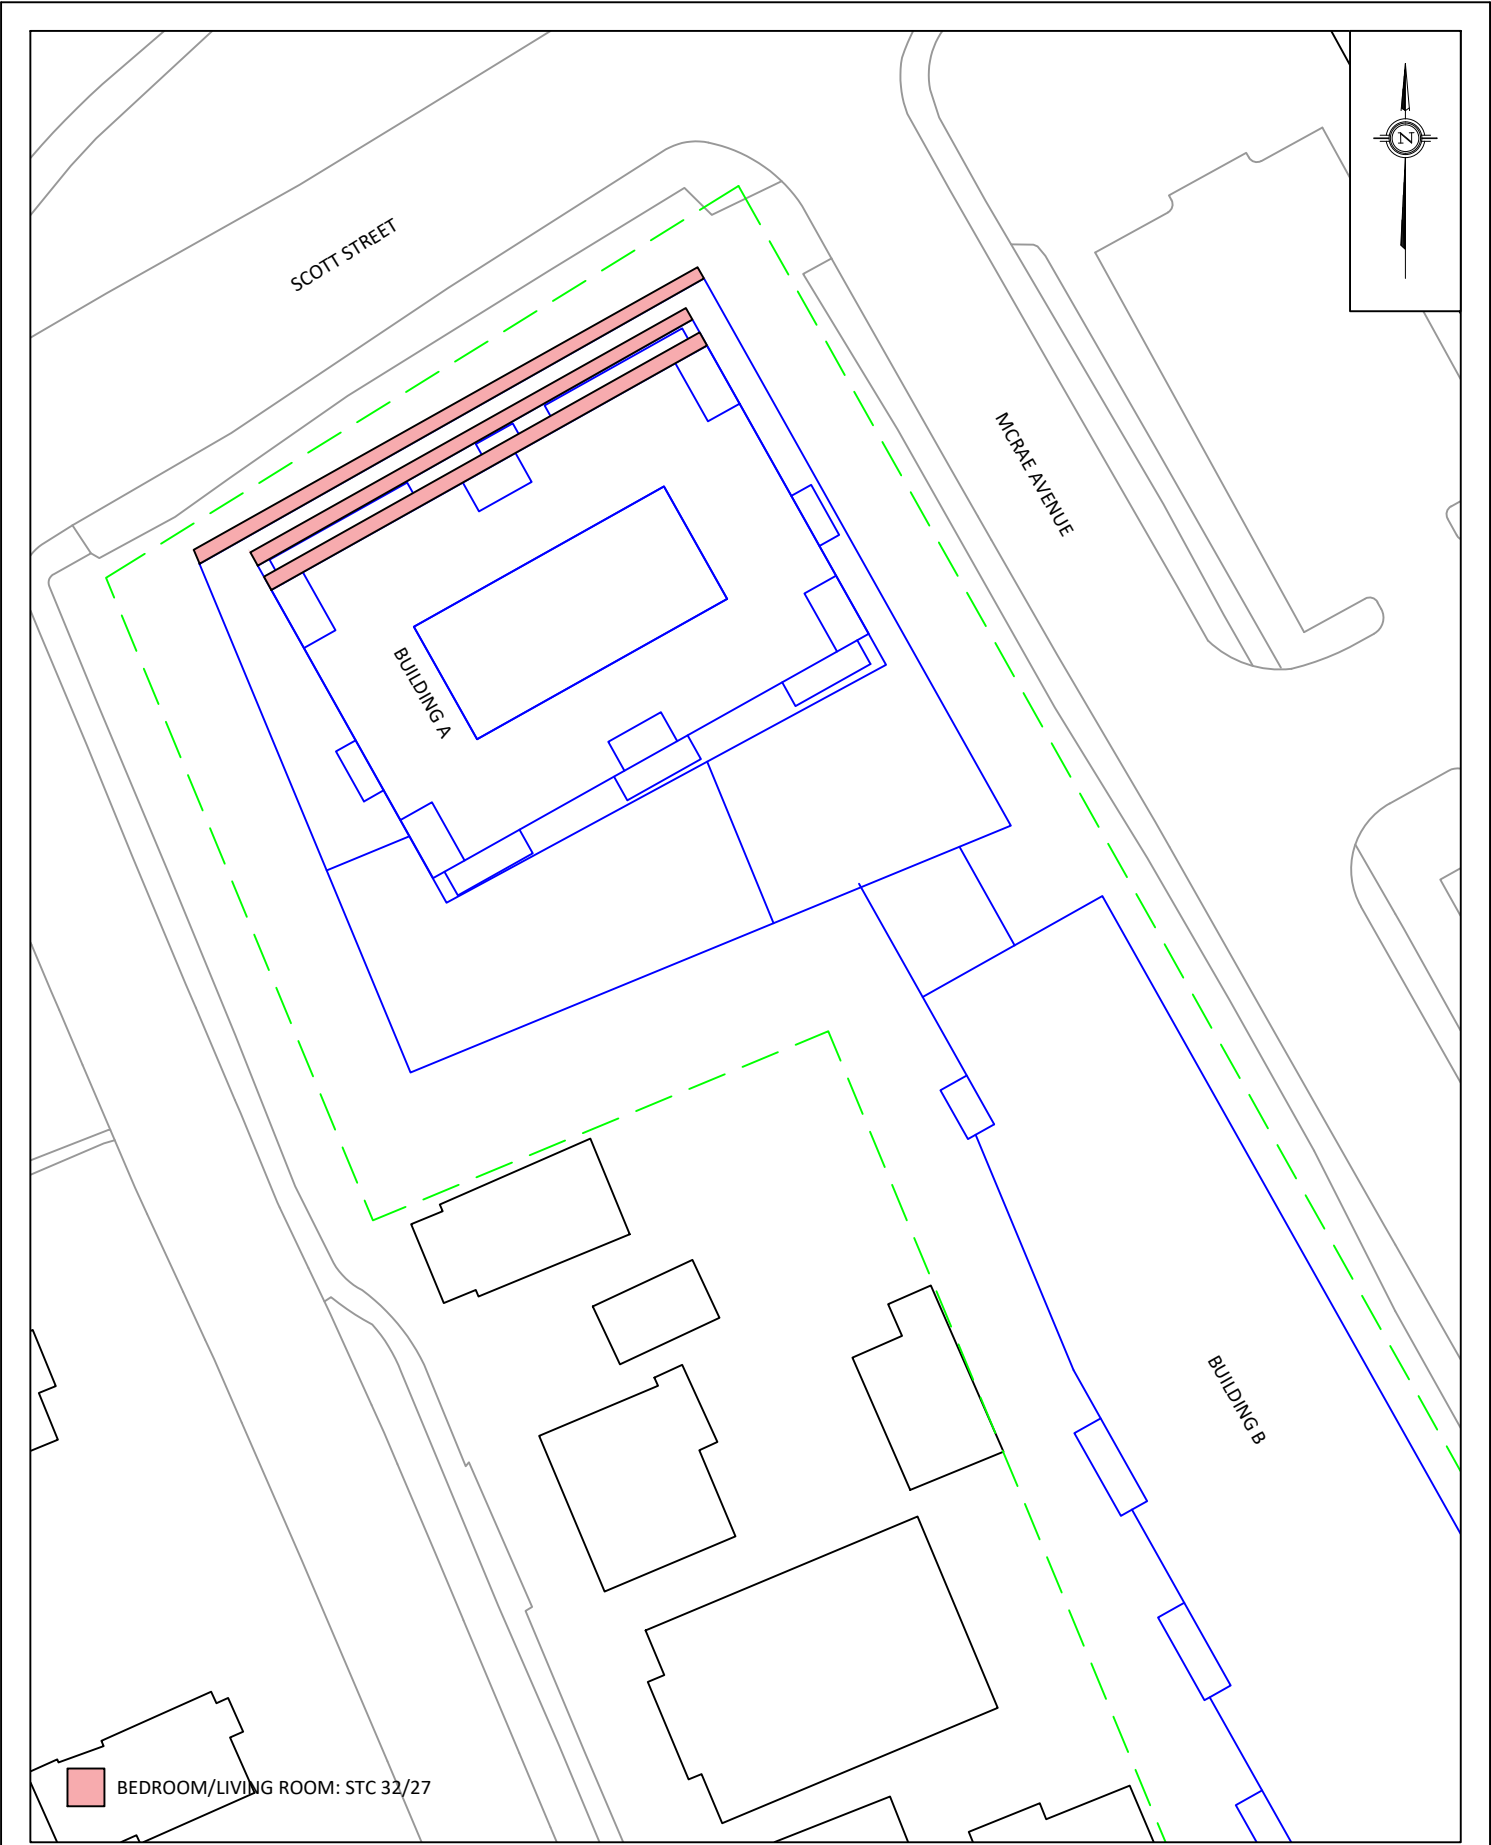 N
SCOTT STREET
MCRAE AVENUE
BUILDING A
BUILDING B
BEDROOM/LIVING ROOM: STC 32/27